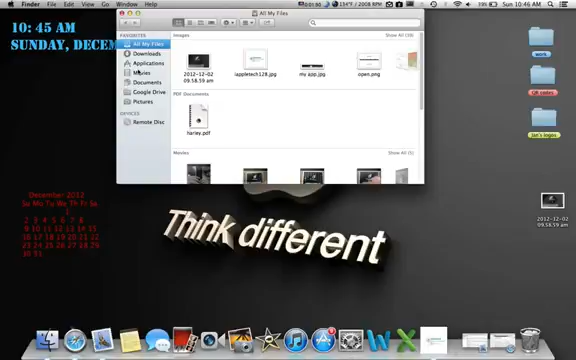 Finder File Edit View Go Window Help
19% Sun 10:46 AM
10: 45 AM
SUNDAY, DECEM
All My Files
FAVORITES
All My Files
Downloads
Applications
Movies
Documents
Google Drive
Pictures
DEVICES
Remote Disc
Images
Show All
2012-12-02
09.58.59 am
/appletech128.jpg
my app.jpg
open.png
PDF Documents
harley.pdf
Movies
Show All
work
QR codes
Ian's logos
2012-12-02
09.58.59 am
December 2012
Su Mo Tu We Th Fr Sa
1
2 3 4 5 6 7 8
9 10 11 12 13 14 15
16 17 18 19 20 21 22
23 24 25 26 27 28 29
30 31
Think different